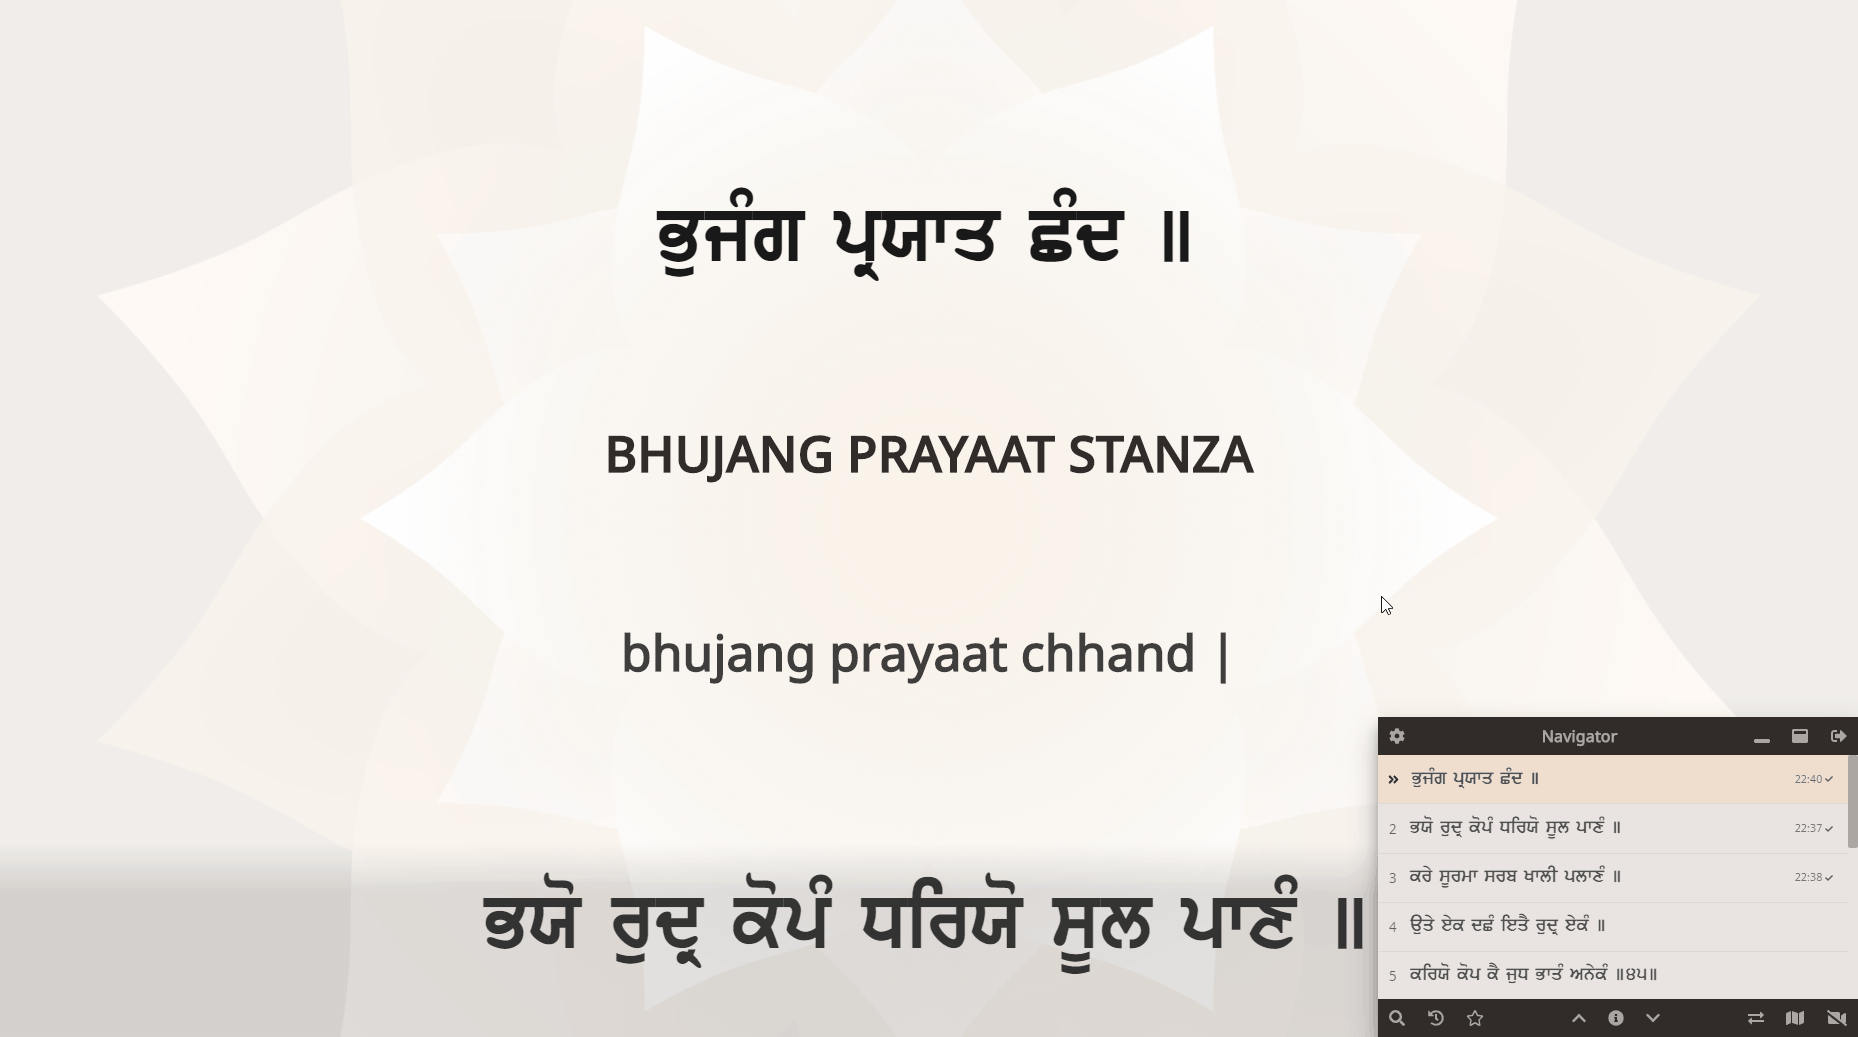 ਭੁਜੰਗ ਪ੍ਰਯਾਤ ਛੰਦ ॥
BHUJANG PRAYAAT STANZA
bhujang prayaat chhand |
ਭਯੋ ਰੁਦ੍ਰ ਕੋਪੰ ਧਰਿਯੋ ਸੂਲ ਪਾਣੰ ॥
Navigator
» ਭੁਜੰਗ ਪ੍ਰਯਾਤ ਛੰਦ ॥ 22:40
2 ਭਯੋ ਰੁਦ੍ਰ ਕੋਪੰ ਧਰਿਯੋ ਸੂਲ ਪਾਣੰ ॥ 22:37
3 ਕਰੇ ਸੂਰਮਾ ਸਰਬ ਖਾਲੀ ਪਲਾਣੰ ॥ 22:38
4 ਉਤੇ ਏਕ ਦਛੰ ਇਤੈ ਰੁਦ੍ਰ ਏਕੰ ॥
5 ਕਰਿਯੋ ਕੋਪ ਕੈ ਜੁਧ ਭਾਤੰ ਅਨੇਕੰ ॥੪੫॥